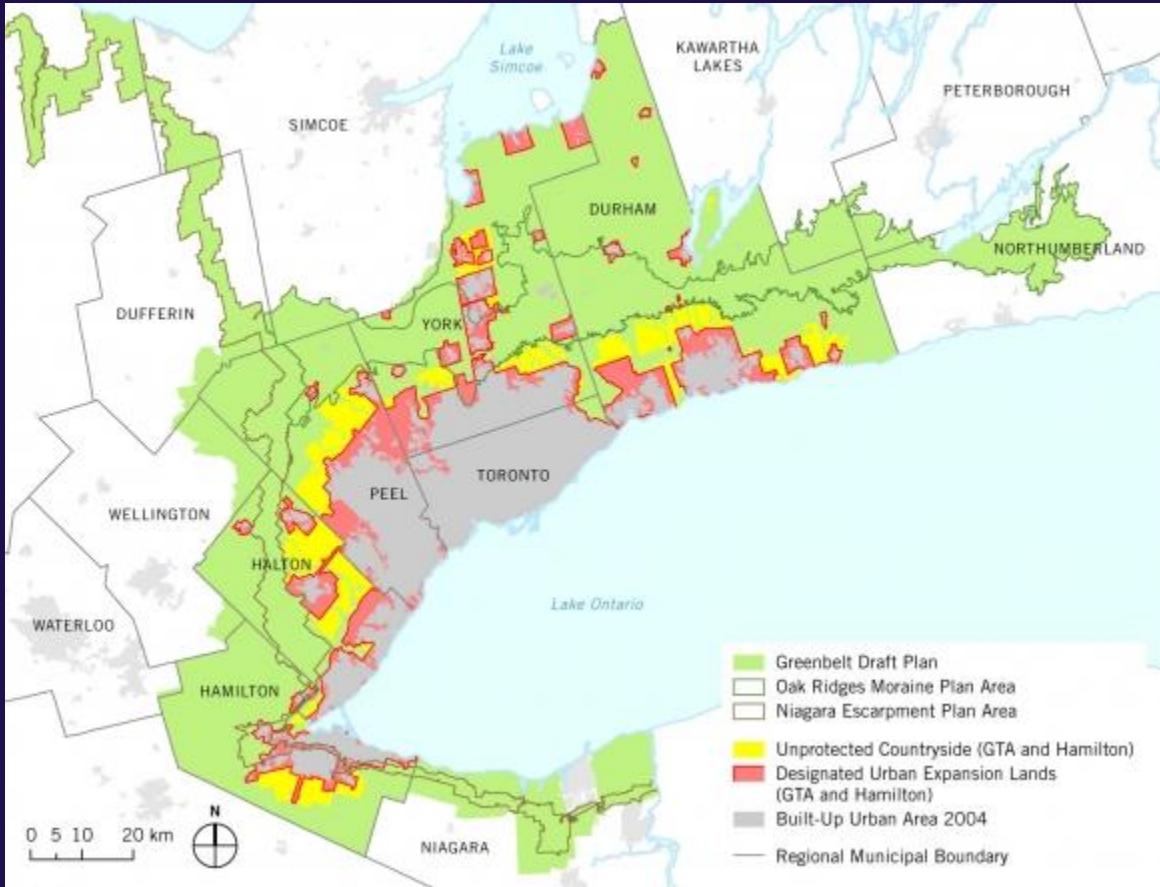 Lake
Simcoe
KAWARTHA
LAKES
PETERBOROUGH
SIMCOE
DURHAM
NORTHUMBERLAND
DUFFERIN
YORK
TORONTO
PEEL
WELLINGTON
HALTON
Lake Ontario
WATERLOO
HAMILTON
NIAGARA
N
0 5 10 20 km
Greenbelt Draft Plan
Oak Ridges Moraine Plan Area
Niagara Escarpment Plan Area
Unprotected Countryside (GTA and Hamilton)
Designated Urban Expansion Lands
(GTA and Hamilton)
Built-Up Urban Area 2004
Regional Municipal Boundary